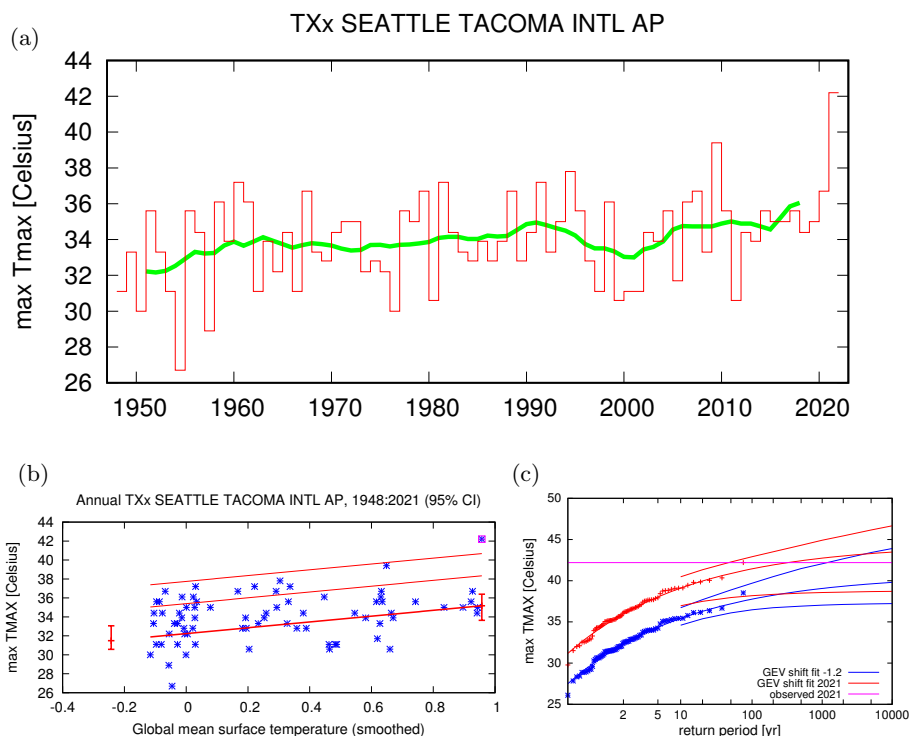 TXx SEATTLE TACOMA INTL AP
(a)
44
42
40
38
36
34
32
30
28
26
max Tmax [Celsius]
1950 1960 1970 1980 1990 2000 2010 2020
(b)
Annual TXx SEATTLE TACOMA INTL AP, 1948:2021 (95% CI)
44
42
40
38
36
34
32
30
28
26
max TMAX [Celsius]
-0.4 -0.2 0 0.2 0.4 0.6 0.8 1
Global mean surface temperature (smoothed)
(c)
50
45
40
35
30
25
max TMAX [Celsius]
GEV shift fit -1.2
GEV shift fit 2021
observed 2021
2 5 10 100 1000 10000
return period [yr]